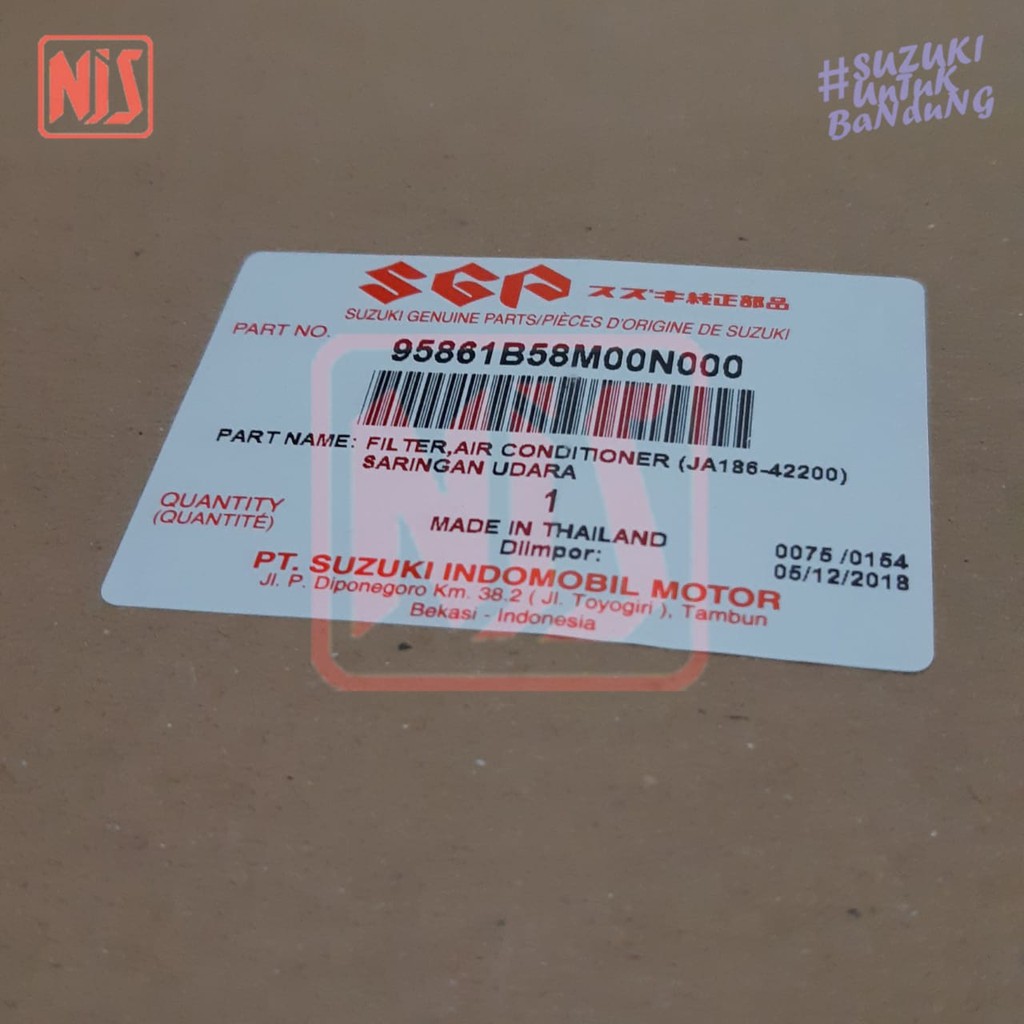 NJS
#SUZUKI
UnTuK
BaNduNG
SGP スズキ純正部品
SUZUKI GENUINE PARTS/PIÈCES D'ORIGINE DE SUZUKI
PART NO.
95861B58M00N000
PART NAME: FILTER,AIR CONDITIONER (JA186-42200)
SARINGAN UDARA
QUANTITY
(QUANTITÉ)
1
MADE IN THAILAND
DIImpor:
0075 /0154
05/12/2018
PT. SUZUKI INDOMOBIL MOTOR
Jl. P. Diponegoro Km. 38.2 ( Jl. Toyogiri ), Tambun
Bekasi - Indonesia
NJS